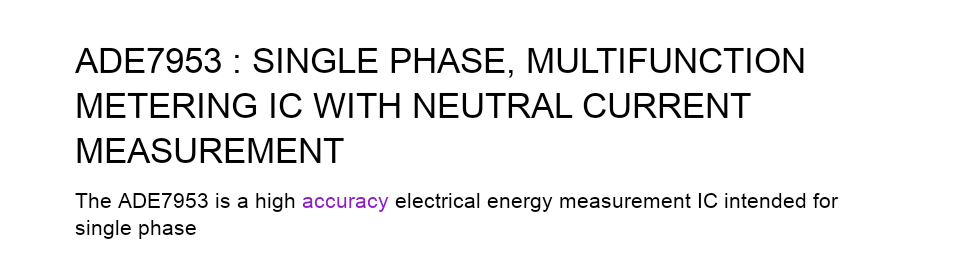 ADE7953 : SINGLE PHASE, MULTIFUNCTION
METERING IC WITH NEUTRAL CURRENT
MEASUREMENT
The ADE7953 is a high accuracy electrical energy measurement IC intended for
single phase